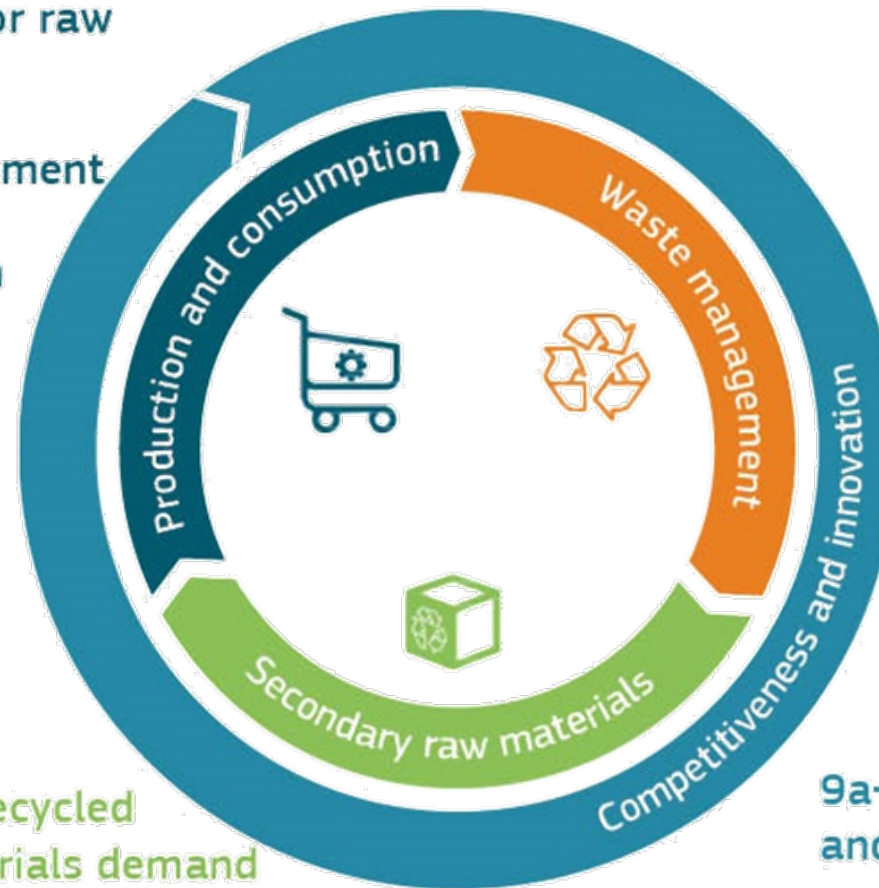 or raw
ment
Production and consumption
Waste management
Secondary raw materials
Competitiveness and innovation
ecycled
rials demand
9a-
and